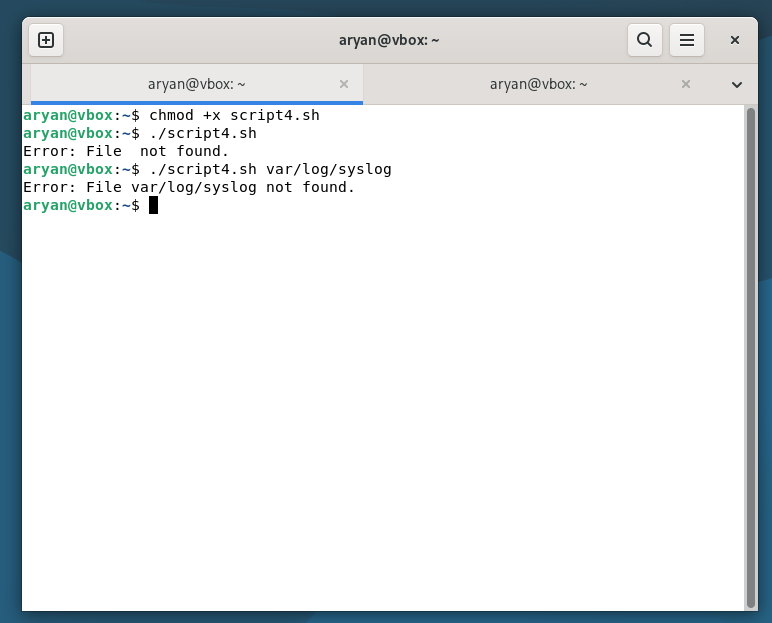 aryan@vbox: ~
aryan@vbox: ~
aryan@vbox: ~
aryan@vbox:~$ chmod +x script4.sh
aryan@vbox:~$ ./script4.sh
Error: File  not found.
aryan@vbox:~$ ./script4.sh var/log/syslog
Error: File var/log/syslog not found.
aryan@vbox:~$